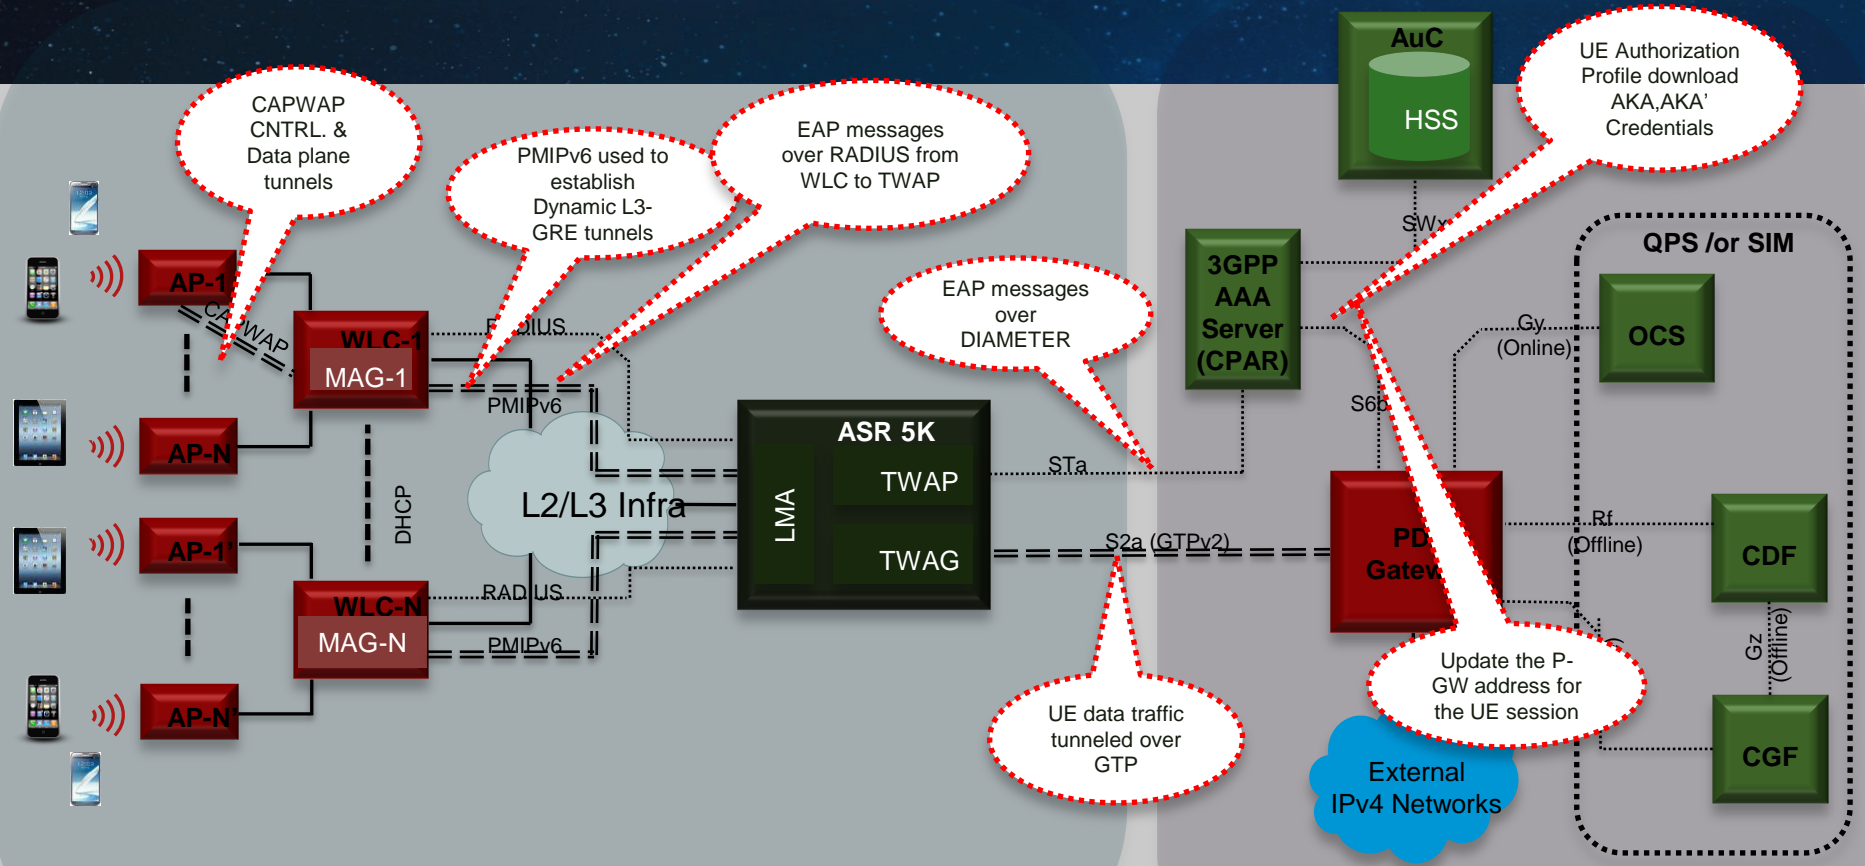 CAPWAP
CNTRL. &
Data plane
tunnels
PMIPv6 used to
establish
Dynamic L3-
GRE tunnels
EAP messages
over RADIUS from
WLC to TWAP
AuC
HSS
UE Authorization
Profile download
AKA,AKA’
Credentials
SWx
QPS /or SIM
AP-1
CAPWAP
WLC-1
MAG-1
RADIUS
PMIPv6
EAP messages
over
DIAMETER
3GPP
AAA
Server
(CPAR)
Gy
(Online)
OCS
S6b
AP-N
DHCP
L2/L3 Infra
ASR 5K
LMA
TWAP
TWAG
STa
S2a (GTPv2)
Rf
(Offline)
CDF
AP-1’
WLC-N
MAG-N
RADIUS
PMIPv6
Gz
(Offline)
AP-N’
UE data traffic
tunneled over
GTP
Update the P-
GW address for
the UE session
External
IPv4 Networks
CGF